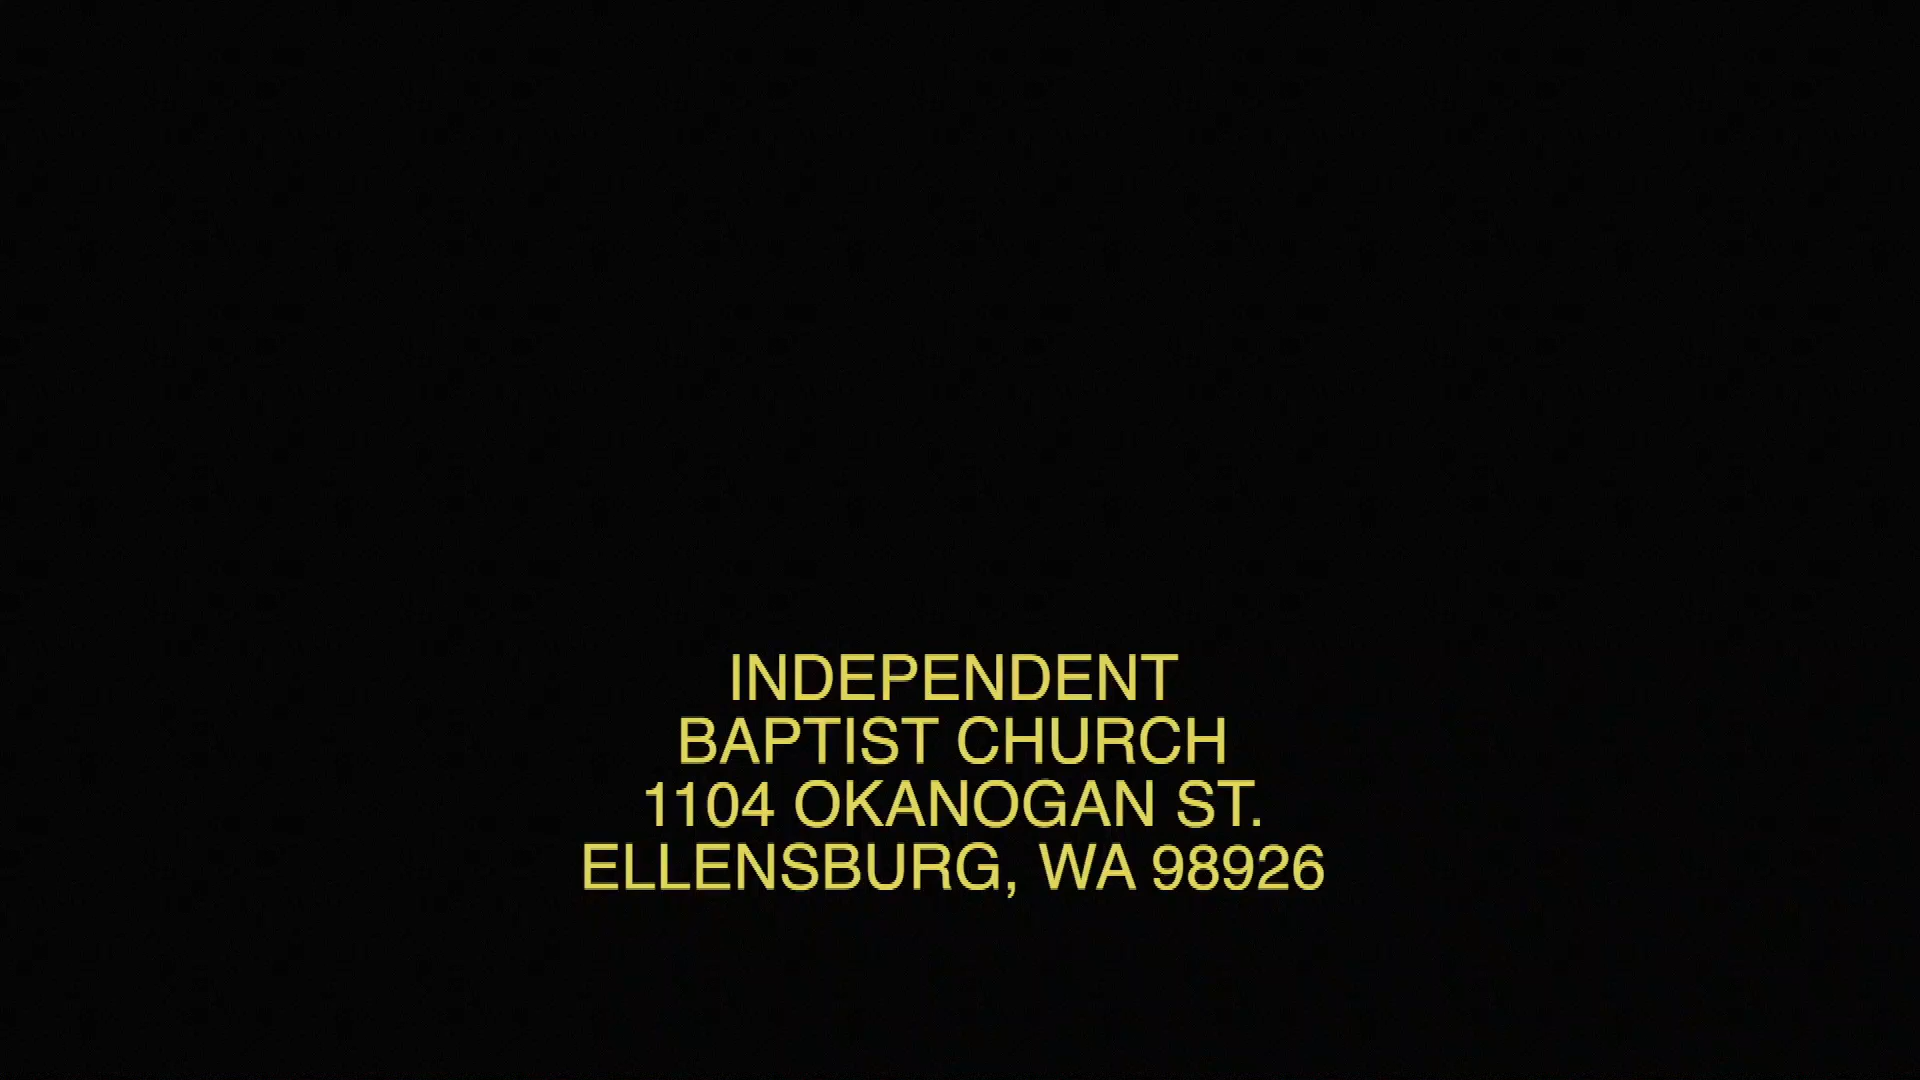 INDEPENDENT
BAPTIST CHURCH
1104 OKANOGAN ST.
ELLENSBURG, WA 98926